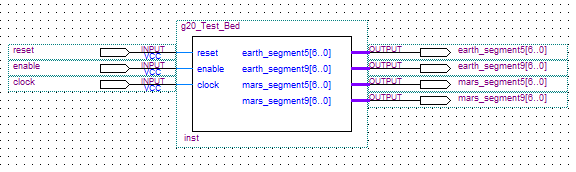 g20_Test_Bed
reset INPUT VCC reset earth_segment5[6..0] OUTPUT earth_segment5[6..0]
enable INPUT VCC enable earth_segment9[6..0] OUTPUT earth_segment9[6..0]
clock INPUT VCC clock mars_segment5[6..0] OUTPUT mars_segment5[6..0]
mars_segment9[6..0] OUTPUT mars_segment9[6..0]
inst